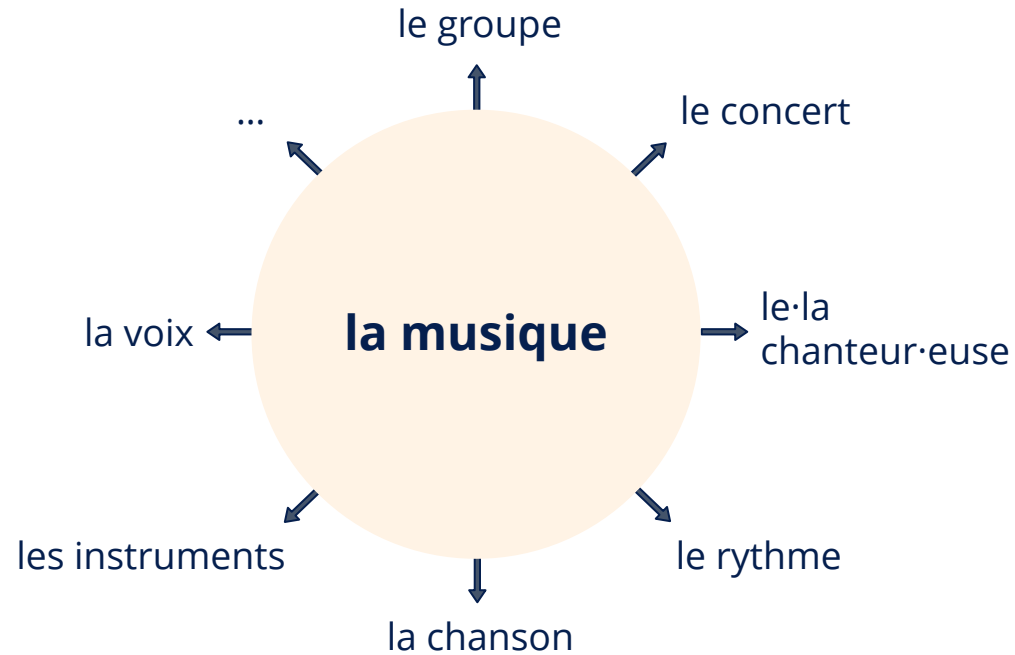 le groupe
...
le concert
la voix
la musique
le·la
chanteur·euse
les instruments
le rythme
la chanson